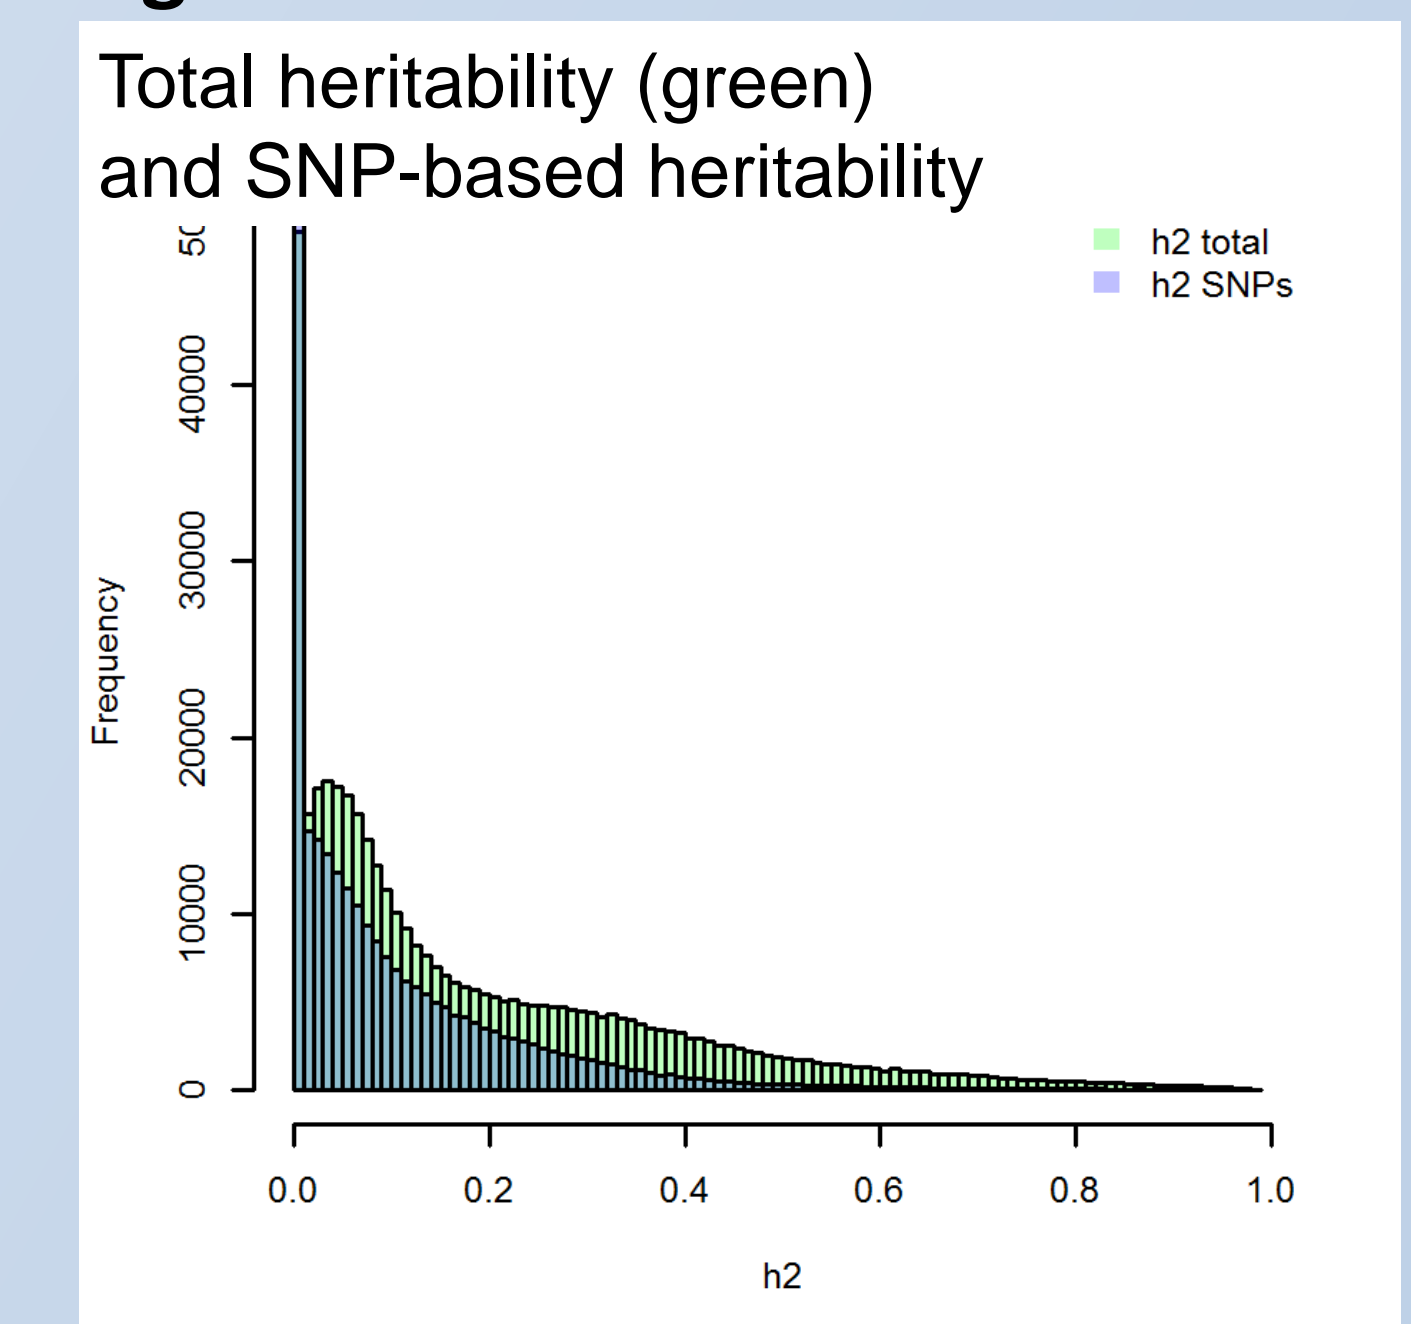 Total heritability (green)
and SNP-based heritability
h2 total
h2 SNPs
40000
30000
20000
10000
0
Frequency
0.0 0.2 0.4 0.6 0.8 1.0
h2